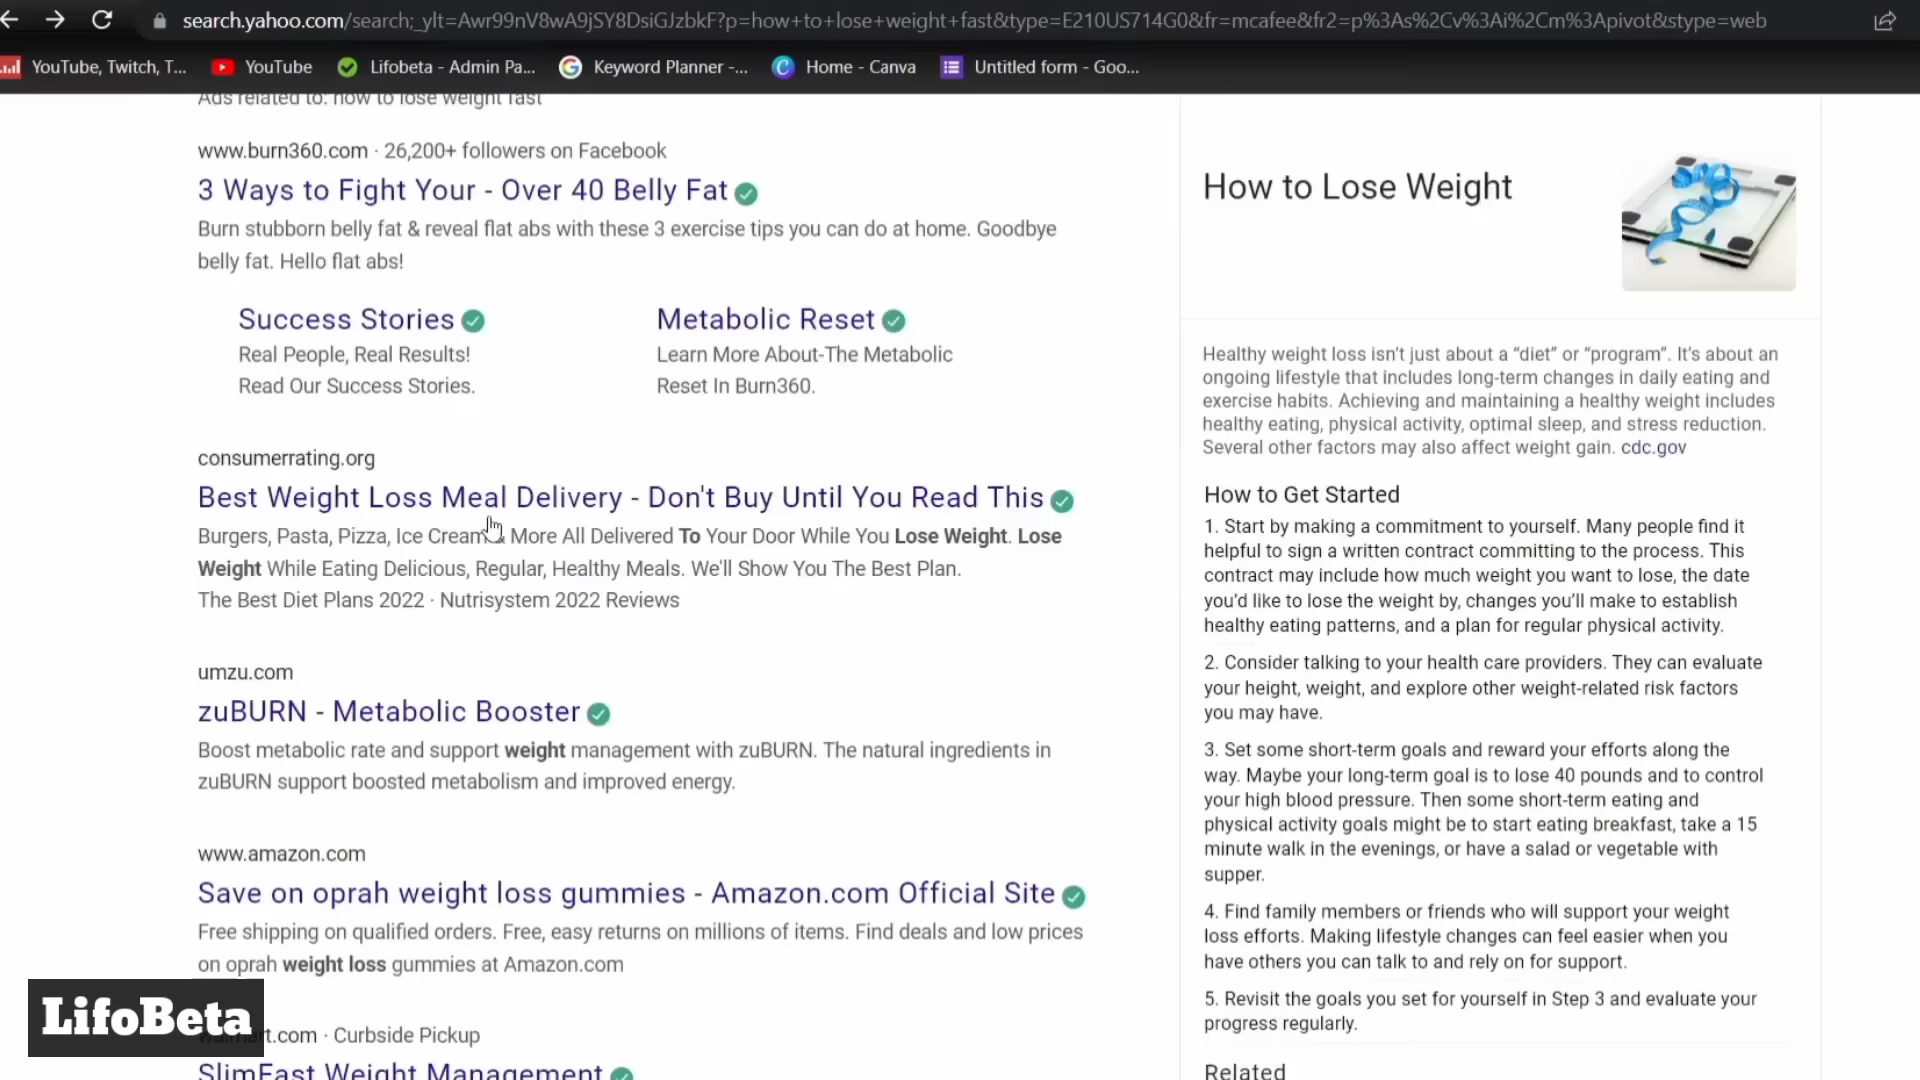 search.yahoo.com/search;_ylt=Awr99nV8wA9jSY8DsiGJzbkF?p=how+to+lose+weight+fast&type=E210US714G0&fr=mcafee&fr2=p%3As%2Cv%3Ai%2Cm%3Apivot&stype=web
YouTube, Twitch, T... YouTube Lifobeta - Admin Pa... Keyword Planner -... Home - Canva Untitled form - Goo...
Ads related to: how to lose weight fast
www.burn360.com · 26,200+ followers on Facebook
3 Ways to Fight Your - Over 40 Belly Fat
Burn stubborn belly fat & reveal flat abs with these 3 exercise tips you can do at home. Goodbye
belly fat. Hello flat abs!
Success Stories
Real People, Real Results!
Read Our Success Stories.
Metabolic Reset
Learn More About-The Metabolic
Reset In Burn360.
consumerrating.org
Best Weight Loss Meal Delivery - Don't Buy Until You Read This
Burgers, Pasta, Pizza, Ice Cream & More All Delivered To Your Door While You Lose Weight. Lose
Weight While Eating Delicious, Regular, Healthy Meals. We'll Show You The Best Plan.
The Best Diet Plans 2022 · Nutrisystem 2022 Reviews
umzu.com
zuBURN - Metabolic Booster
Boost metabolic rate and support weight management with zuBURN. The natural ingredients in
zuBURN support boosted metabolism and improved energy.
www.amazon.com
Save on oprah weight loss gummies - Amazon.com Official Site
Free shipping on qualified orders. Free, easy returns on millions of items. Find deals and low prices
on oprah weight loss gummies at Amazon.com
LifoBeta
walmart.com · Curbside Pickup
SlimFast Weight Management
How to Lose Weight
Healthy weight loss isn't just about a “diet” or “program”. It's about an
ongoing lifestyle that includes long-term changes in daily eating and
exercise habits. Achieving and maintaining a healthy weight includes
healthy eating, physical activity, optimal sleep, and stress reduction.
Several other factors may also affect weight gain. cdc.gov
How to Get Started
1. Start by making a commitment to yourself. Many people find it
helpful to sign a written contract committing to the process. This
contract may include how much weight you want to lose, the date
you'd like to lose the weight by, changes you'll make to establish
healthy eating patterns, and a plan for regular physical activity.
2. Consider talking to your health care providers. They can evaluate
your height, weight, and explore other weight-related risk factors
you may have.
3. Set some short-term goals and reward your efforts along the
way. Maybe your long-term goal is to lose 40 pounds and to control
your high blood pressure. Then some short-term eating and
physical activity goals might be to start eating breakfast, take a 15
minute walk in the evenings, or have a salad or vegetable with
supper.
4. Find family members or friends who will support your weight
loss efforts. Making lifestyle changes can feel easier when you
have others you can talk to and rely on for support.
5. Revisit the goals you set for yourself in Step 3 and evaluate your
progress regularly.
Related